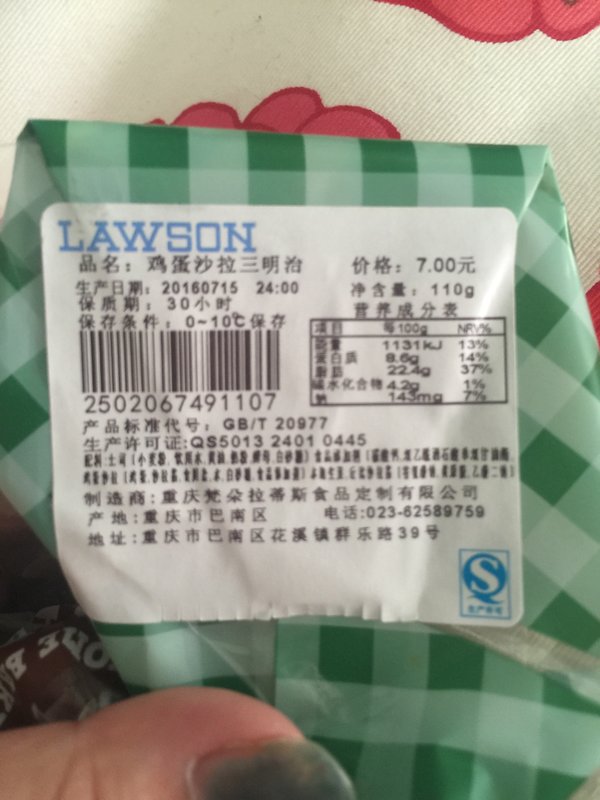 LAWSON
品名：鸡蛋沙拉三明治 价格：7.00元
生产日期：20160715 24:00 净含量：110g
保质期：30小时 营养成分表
保存条件：0~10℃保存
项目 每100g NRV%
能量 1131kJ 13%
蛋白质 8.6g 14%
脂肪 22.4g 37%
碳水化合物 4.2g 1%
钠 143mg 7%
2502067491107
产品标准代号：GB/T 20977
生产许可证:QS5013 2401 0445
配料:土司
制造商:重庆梵朵拉蒂斯食品定制有限公司
产地:重庆市巴南区 电话:023-62589759
地址:重庆市巴南区花溪镇群乐路39号
生产许可